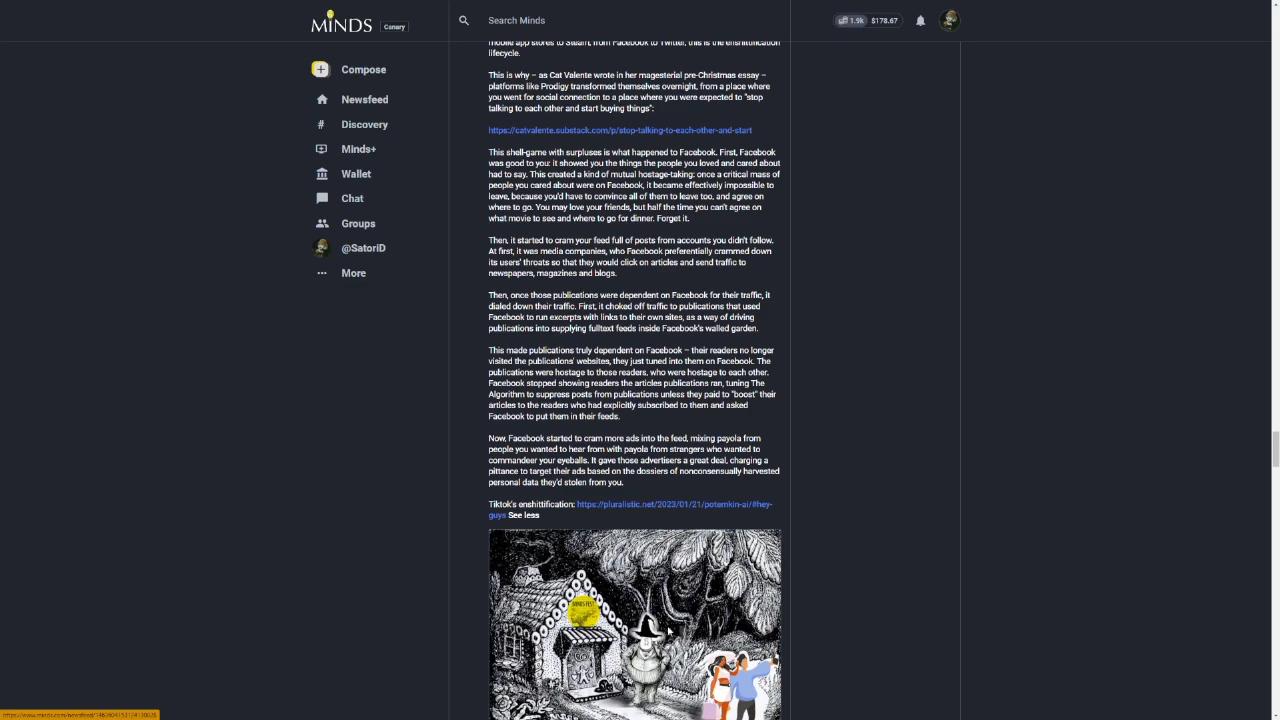 MINDS
Canary
Search Minds
1.9k $178.67
Compose
Newsfeed
# Discovery
Minds+
Wallet
Chat
Groups
@SatoriD
More
mobile app stores to Steam, from Facebook to Twitter, this is the enshittification
lifecycle.
This is why – as Cat Valente wrote in her magesterial pre-Christmas essay –
platforms like Prodigy transformed themselves overnight, from a place where
you went for social connection to a place where you were expected to "stop
talking to each other and start buying things":
https://catvalente.substack.com/p/stop-talking-to-each-other-and-start
This shell-game with surpluses is what happened to Facebook. First, Facebook
was good to you: it showed you the things the people you loved and cared about
had to say. This created a kind of mutual hostage-taking: once a critical mass of
people you cared about were on Facebook, it became effectively impossible to
leave, because you'd have to convince all of them to leave too, and agree on
where to go. You may love your friends, but half the time you can't agree on
what movie to see and where to go for dinner. Forget it.
Then, it started to cram your feed full of posts from accounts you didn't follow.
At first, it was media companies, who Facebook preferentially crammed down
its users' throats so that they would click on articles and send traffic to
newspapers, magazines and blogs.
Then, once those publications were dependent on Facebook for their traffic, it
dialed down their traffic. First, it choked off traffic to publications that used
Facebook to run excerpts with links to their own sites, as a way of driving
publications into supplying fulltext feeds inside Facebook's walled garden.
This made publications truly dependent on Facebook – their readers no longer
visited the publications' websites, they just tuned into them on Facebook. The
publications were hostage to those readers, who were hostage to each other.
Facebook stopped showing readers the articles publications ran, tuning The
Algorithm to suppress posts from publications unless they paid to "boost" their
articles to the readers who had explicitly subscribed to them and asked
Facebook to put them in their feeds.
Now, Facebook started to cram more ads into the feed, mixing payola from
people you wanted to hear from with payola from strangers who wanted to
commandeer your eyeballs. It gave those advertisers a great deal, charging a
pittance to target their ads based on the dossiers of nonconsensually harvested
personal data they'd stolen from you.
Tiktok's enshittification: https://pluralistic.net/2023/01/21/potemkin-ai/#hey-
guys See less
MINDS FEST